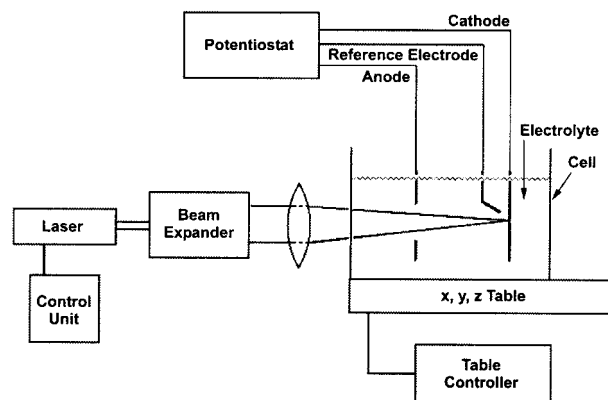 Cathode
Potentiostat
Reference Electrode
Anode
Electrolyte
Cell
Beam
Expander
Laser
Control
Unit
x, y, z Table
Table
Controller